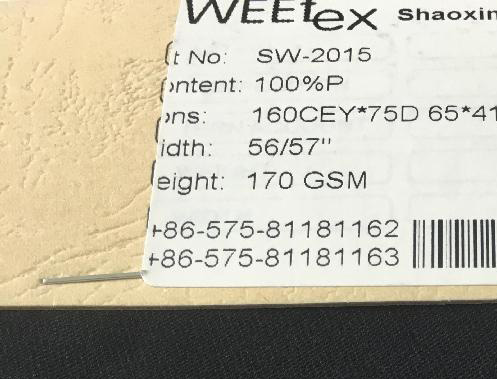 WEEtex Shaoxin
t No: SW-2015
ontent: 100%P
ons: 160CEY*75D 65*41
idth: 56/57"
eight: 170 GSM
+86-575-81181162
+86-575-81181163